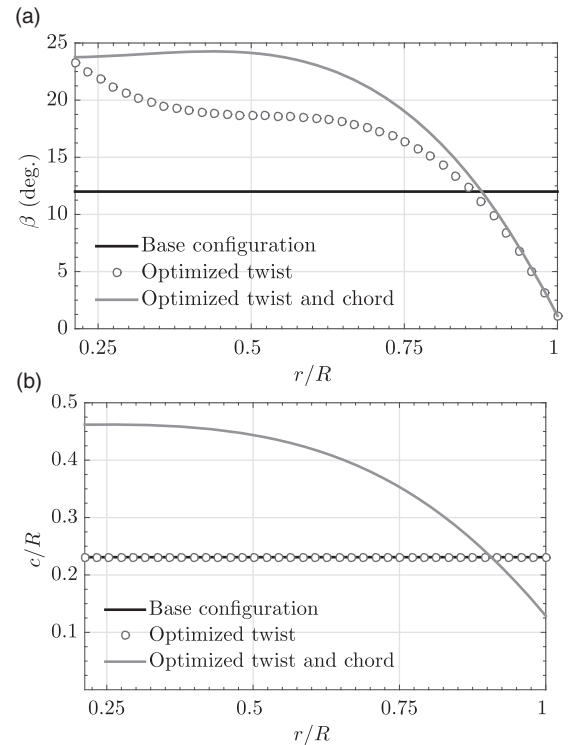 (a)
25
20
15
10
5
0
β (deg.)
Base configuration
Optimized twist
Optimized twist and chord
0.25
0.5
0.75
1
r/R
(b)
0.5
0.4
0.3
0.2
0.1
c/R
Base configuration
Optimized twist
Optimized twist and chord
0.25
0.5
0.75
1
r/R